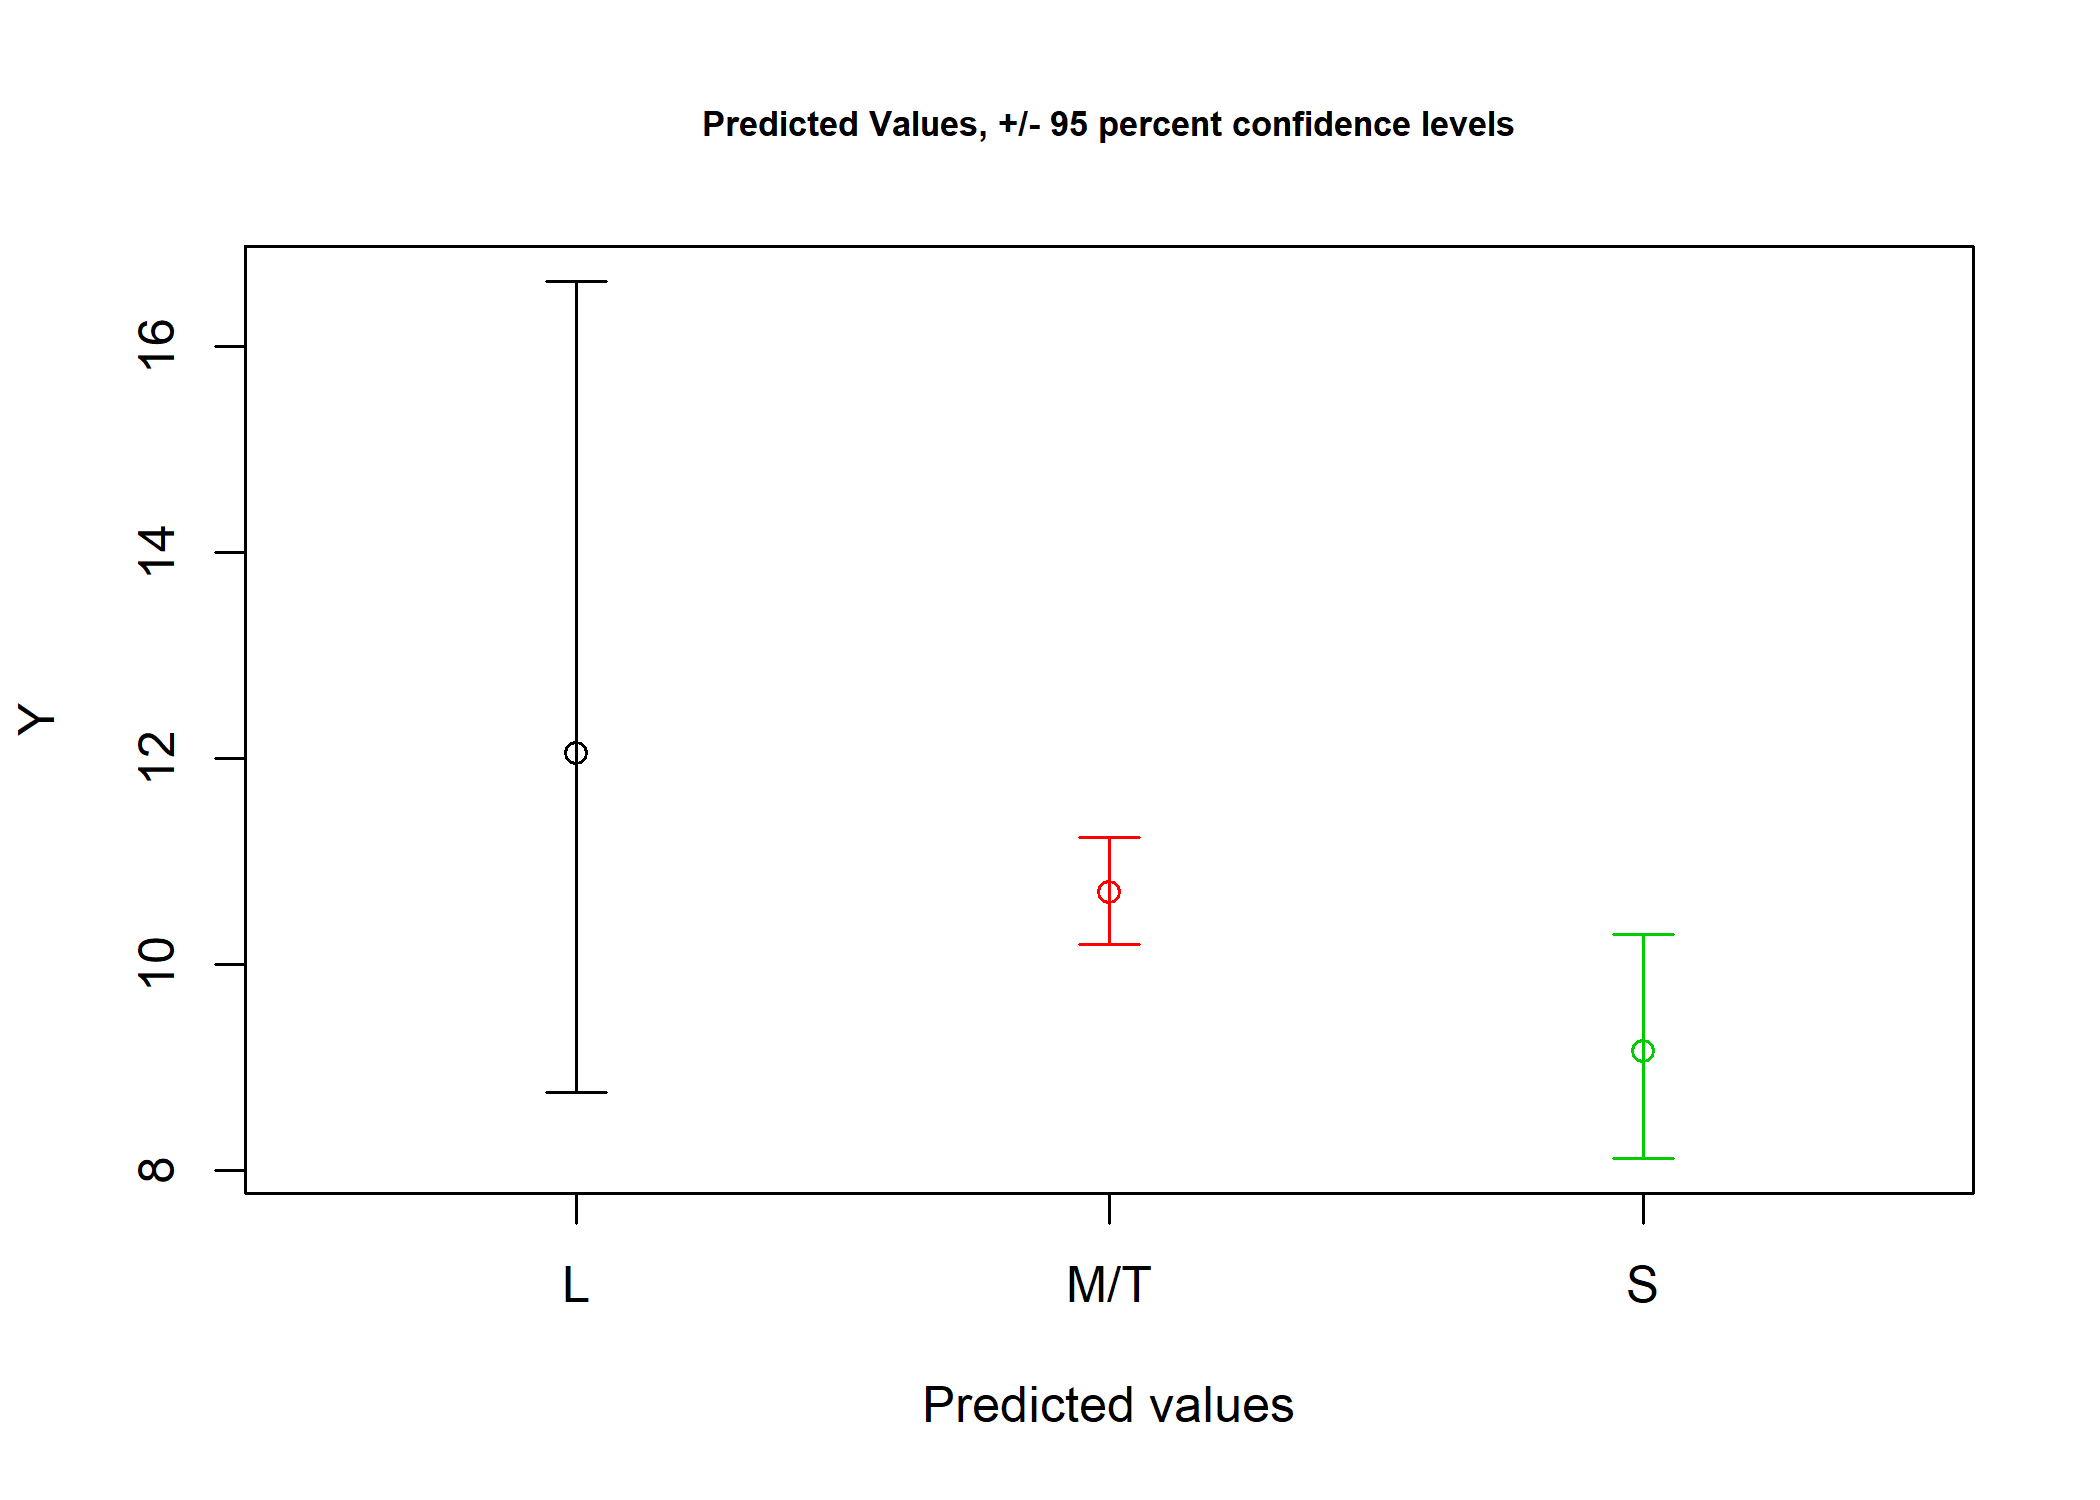 Predicted Values, +/- 95 percent confidence levels
16
14
12
10
8
Y
L M/T S
Predicted values